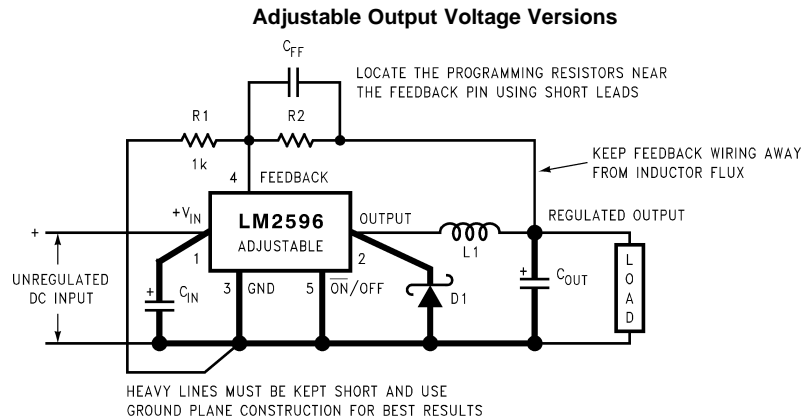 Adjustable Output Voltage Versions
CFF
LOCATE THE PROGRAMMING RESISTORS NEAR
THE FEEDBACK PIN USING SHORT LEADS
R1
R2
1k
KEEP FEEDBACK WIRING AWAY
FROM INDUCTOR FLUX
4 FEEDBACK
+VIN
LM2596
ADJUSTABLE
OUTPUT
REGULATED OUTPUT
+
1
2
L1
UNREGULATED
DC INPUT
+
CIN
3 GND
5 ON/OFF
D1
+
COUT
LOAD
HEAVY LINES MUST BE KEPT SHORT AND USE
GROUND PLANE CONSTRUCTION FOR BEST RESULTS